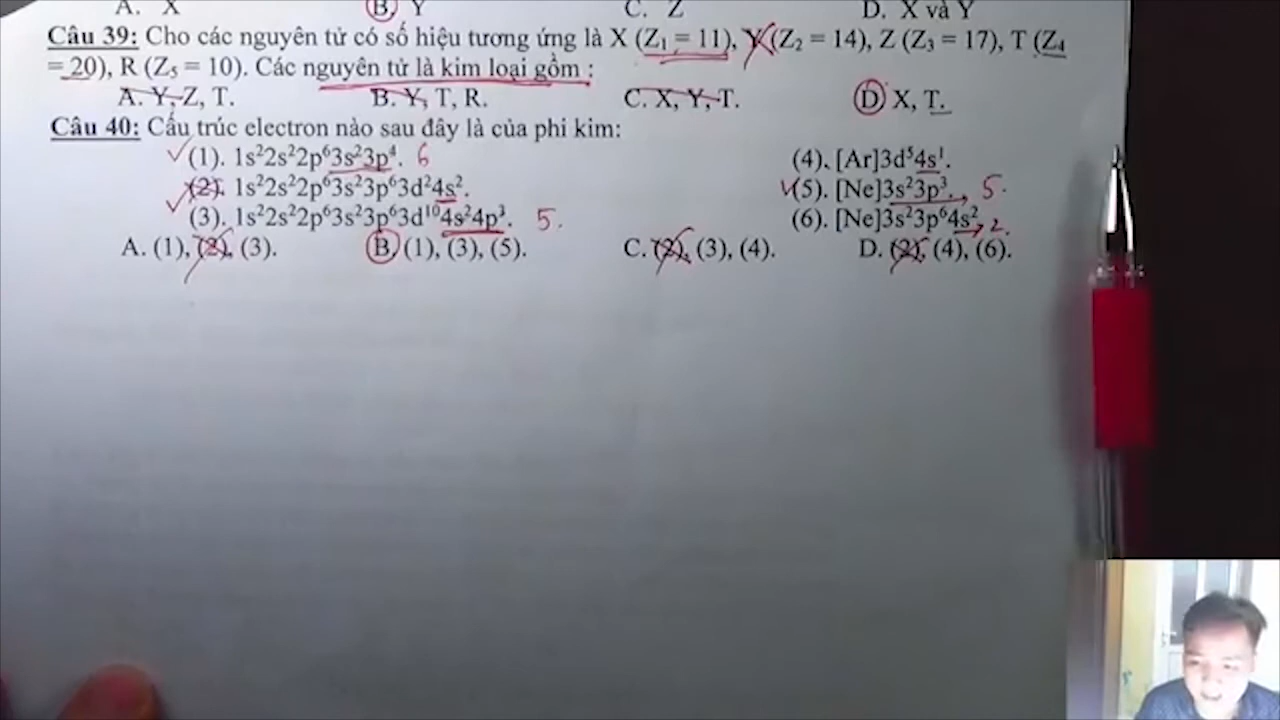 A. X B. Y C. Z D. X và Y
Câu 39: Cho các nguyên tử có số hiệu tương ứng là X (Z₁ = 11), Y (Z₂ = 14), Z (Z₃ = 17), T (Z₄
= 20), R (Z₅ = 10). Các nguyên tử là kim loại gồm :
A. Y, Z, T. B. Y, T, R. C. X, Y, T. D. X, T.
Câu 40: Cấu trúc electron nào sau đây là của phi kim:
(1). 1s²2s²2p⁶3s²3p⁴. 6 (4). [Ar]3d⁵4s¹.
(2). 1s²2s²2p⁶3s²3p⁶3d²4s². (5). [Ne]3s²3p³. 5.
(3). 1s²2s²2p⁶3s²3p⁶3d¹⁰4s²4p³. 5. (6). [Ne]3s²3p⁶4s². 2.
A. (1), (2), (3). B. (1), (3), (5). C. (2), (3), (4). D. (2), (4), (6).